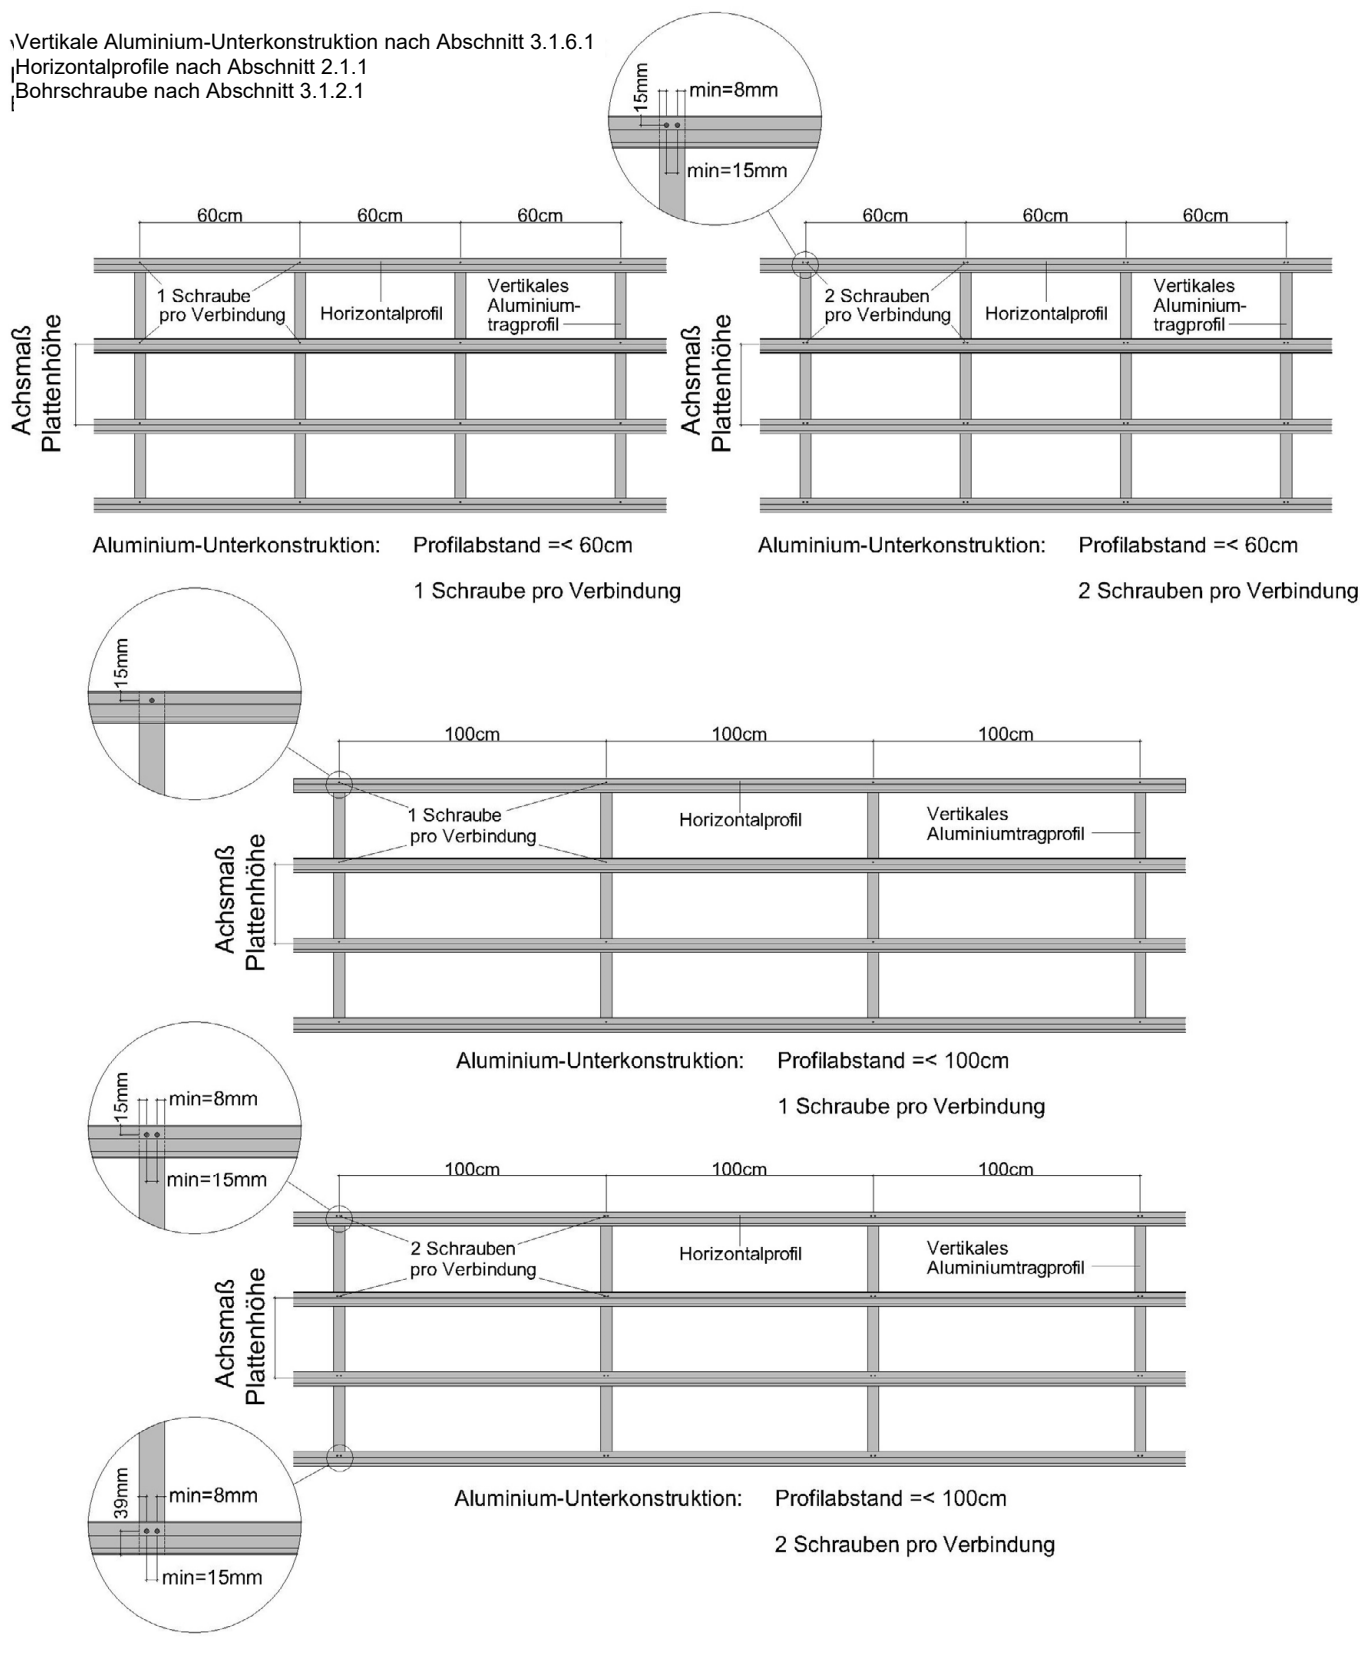 Vertikale Aluminium-Unterkonstruktion nach Abschnitt 3.1.6.1
Horizontalprofile nach Abschnitt 2.1.1
Bohrschraube nach Abschnitt 3.1.2.1
15mm
min=8mm
min=15mm
60cm
60cm
60cm
1 Schraube
pro Verbindung
Horizontalprofil
Vertikales
Aluminium-
tragprofil
Achsmaß
Plattenhöhe
Aluminium-Unterkonstruktion: Profilabstand =< 60cm
1 Schraube pro Verbindung
60cm
60cm
60cm
2 Schrauben
pro Verbindung
Horizontalprofil
Vertikales
Aluminium-
tragprofil
Achsmaß
Plattenhöhe
Aluminium-Unterkonstruktion: Profilabstand =< 60cm
2 Schrauben pro Verbindung
15mm
100cm
100cm
100cm
1 Schraube
pro Verbindung
Horizontalprofil
Vertikales
Aluminiumtragprofil
Achsmaß
Plattenhöhe
Aluminium-Unterkonstruktion: Profilabstand =< 100cm
1 Schraube pro Verbindung
15mm
min=8mm
min=15mm
100cm
100cm
100cm
2 Schrauben
pro Verbindung
Horizontalprofil
Vertikales
Aluminiumtragprofil
Achsmaß
Plattenhöhe
39mm
min=8mm
min=15mm
Aluminium-Unterkonstruktion: Profilabstand =< 100cm
2 Schrauben pro Verbindung